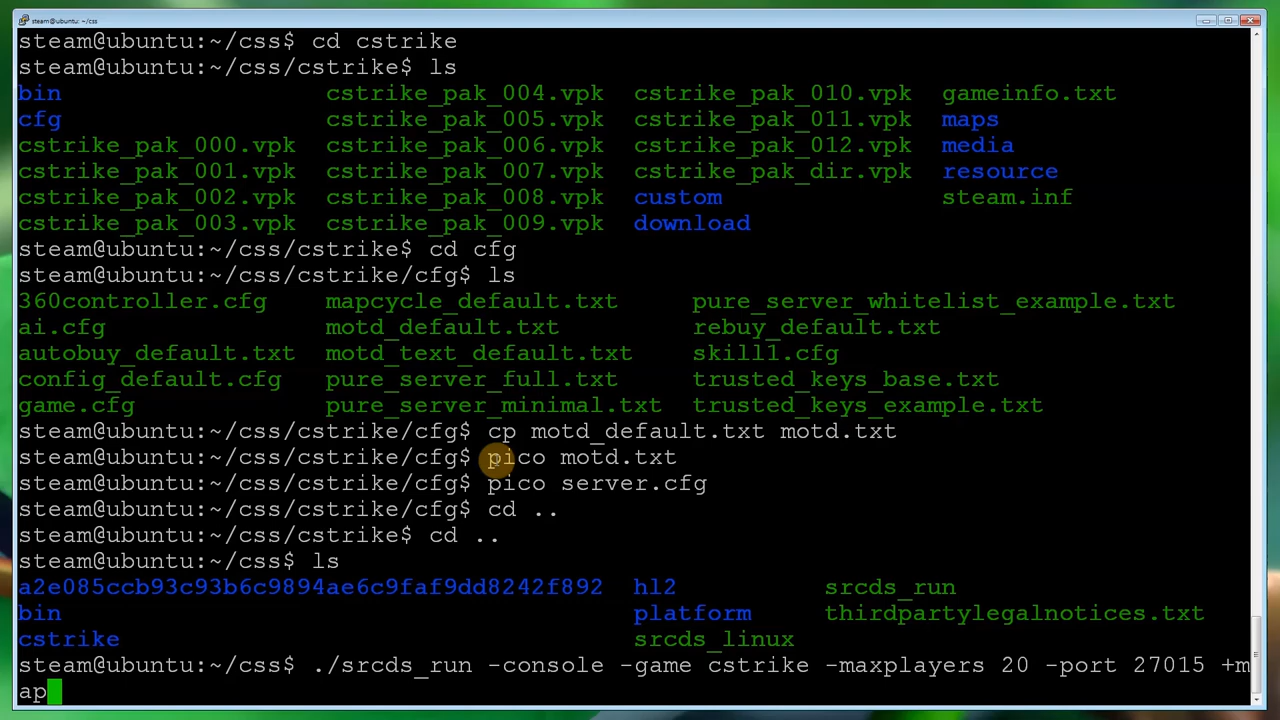 steam@ubuntu: ~/css
steam@ubuntu:~/css$ cd cstrike
steam@ubuntu:~/css/cstrike$ ls
bin cstrike_pak_004.vpk cstrike_pak_010.vpk gameinfo.txt
cfg cstrike_pak_005.vpk cstrike_pak_011.vpk maps
cstrike_pak_000.vpk cstrike_pak_006.vpk cstrike_pak_012.vpk media
cstrike_pak_001.vpk cstrike_pak_007.vpk cstrike_pak_dir.vpk resource
cstrike_pak_002.vpk cstrike_pak_008.vpk custom steam.inf
cstrike_pak_003.vpk cstrike_pak_009.vpk download
steam@ubuntu:~/css/cstrike$ cd cfg
steam@ubuntu:~/css/cstrike/cfg$ ls
360controller.cfg mapcycle_default.txt pure_server_whitelist_example.txt
ai.cfg motd_default.txt rebuy_default.txt
autobuy_default.txt motd_text_default.txt skill1.cfg
config_default.cfg pure_server_full.txt trusted_keys_base.txt
game.cfg pure_server_minimal.txt trusted_keys_example.txt
steam@ubuntu:~/css/cstrike/cfg$ cp motd_default.txt motd.txt
steam@ubuntu:~/css/cstrike/cfg$ pico motd.txt
steam@ubuntu:~/css/cstrike/cfg$ pico server.cfg
steam@ubuntu:~/css/cstrike/cfg$ cd ..
steam@ubuntu:~/css/cstrike$ cd ..
steam@ubuntu:~/css$ ls
a2e085ccb93c93b6c9894ae6c9faf9dd8242f892 hl2 srcds_run
bin platform thirdpartylegalnotices.txt
cstrike srcds_linux
steam@ubuntu:~/css$ ./srcds_run -console -game cstrike -maxplayers 20 -port 27015 +m
ap